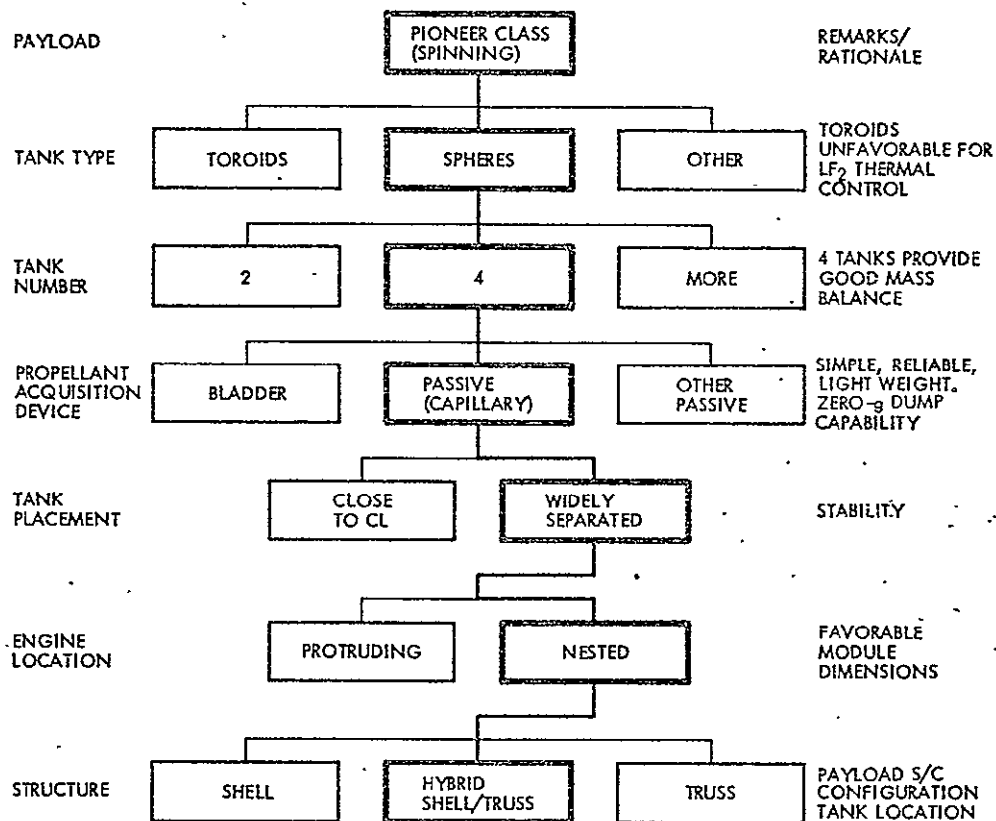 PAYLOAD
PIONEER CLASS
(SPINNING)
REMARKS/
RATIONALE
TANK TYPE
TOROIDS
SPHERES
OTHER
TOROIDS
UNFAVORABLE FOR
LF2 THERMAL
CONTROL
TANK
NUMBER
2
4
MORE
4 TANKS PROVIDE
GOOD MASS
BALANCE
PROPELLANT
ACQUISITION
DEVICE
BLADDER
PASSIVE
(CAPILLARY)
OTHER
PASSIVE
SIMPLE, RELIABLE,
LIGHT WEIGHT.
ZERO-g DUMP
CAPABILITY
TANK
PLACEMENT
CLOSE
TO CL
WIDELY
SEPARATED
STABILITY
ENGINE
LOCATION
PROTRUDING
NESTED
FAVORABLE
MODULE
DIMENSIONS
STRUCTURE
SHELL
HYBRID
SHELL/TRUSS
TRUSS
PAYLOAD S/C
CONFIGURATION
TANK LOCATION